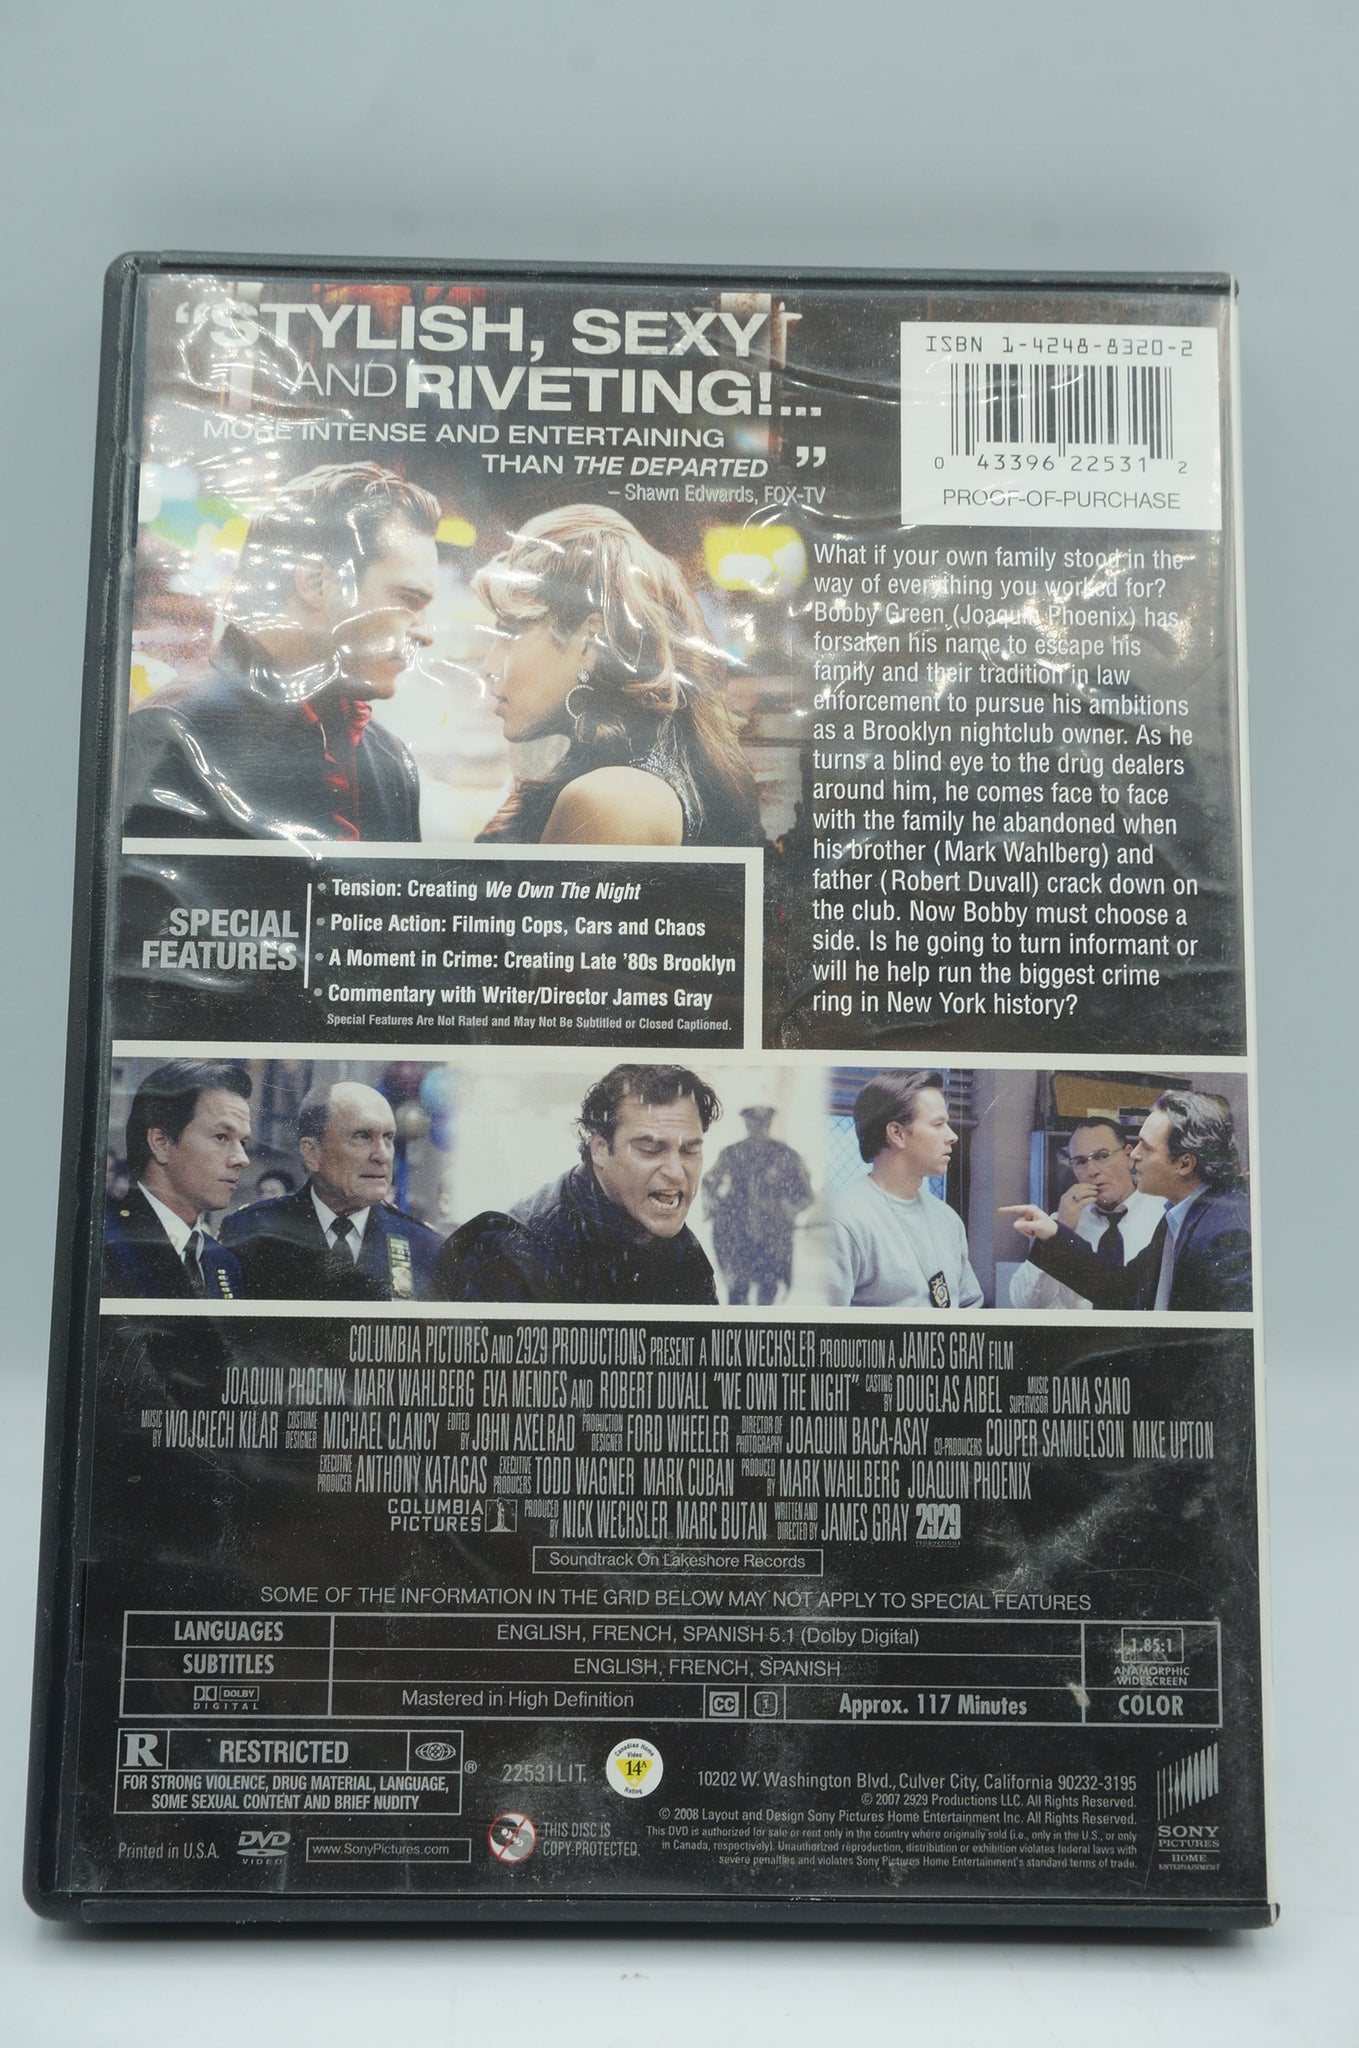 “STYLISH, SEXY
AND RIVETING!...
MORE INTENSE AND ENTERTAINING
THAN THE DEPARTED ”
– Shawn Edwards, FOX-TV
ISBN 1-4248-8320-2
0 43396 22531 2
PROOF-OF-PURCHASE
What if your own family stood in the
way of everything you worked for?
Bobby Green (Joaquin Phoenix) has
forsaken his name to escape his
family and their tradition in law
enforcement to pursue his ambitions
as a Brooklyn nightclub owner. As he
turns a blind eye to the drug dealers
around him, he comes face to face
with the family he abandoned when
his brother (Mark Wahlberg) and
father (Robert Duvall) crack down on
the club. Now Bobby must choose a
side. Is he going to turn informant or
will he help run the biggest crime
ring in New York history?
SPECIAL
FEATURES
• Tension: Creating We Own The Night
• Police Action: Filming Cops, Cars and Chaos
• A Moment in Crime: Creating Late ’80s Brooklyn
• Commentary with Writer/Director James Gray
Special Features Are Not Rated and May Not Be Subtitled or Closed Captioned.
COLUMBIA PICTURES AND 2929 PRODUCTIONS PRESENT A NICK WECHSLER PRODUCTION A JAMES GRAY FILM
JOAQUIN PHOENIX MARK WAHLBERG EVA MENDES AND ROBERT DUVALL "WE OWN THE NIGHT" CASTING BY DOUGLAS AIBEL MUSIC SUPERVISOR DANA SANO
MUSIC BY WOJCIECH KILAR COSTUME DESIGNER MICHAEL CLANCY EDITED BY JOHN AXELRAD PRODUCTION DESIGNER FORD WHEELER DIRECTOR OF PHOTOGRAPHY JOAQUIN BACA-ASAY CO-PRODUCERS COUPER SAMUELSON MIKE UPTON
EXECUTIVE PRODUCER ANTHONY KATAGAS EXECUTIVE PRODUCERS TODD WAGNER MARK CUBAN PRODUCED BY MARK WAHLBERG JOAQUIN PHOENIX
COLUMBIA PICTURES PRODUCED BY NICK WECHSLER MARC BUTAN WRITTEN AND DIRECTED BY JAMES GRAY 2929 PRODUCTIONS
Soundtrack On Lakeshore Records
SOME OF THE INFORMATION IN THE GRID BELOW MAY NOT APPLY TO SPECIAL FEATURES
LANGUAGES ENGLISH, FRENCH, SPANISH 5.1 (Dolby Digital)
SUBTITLES ENGLISH, FRENCH, SPANISH
1.85:1
ANAMORPHIC
WIDESCREEN
DOLBY
DIGITAL
Mastered in High Definition CC 1 Approx. 117 Minutes COLOR
R RESTRICTED ®
FOR STRONG VIOLENCE, DRUG MATERIAL, LANGUAGE,
SOME SEXUAL CONTENT AND BRIEF NUDITY
22531LIT.
Canadian Home
Video
14A
Rating
10202 W. Washington Blvd., Culver City, California 90232-3195
© 2007 2929 Productions LLC. All Rights Reserved.
© 2008 Layout and Design Sony Pictures Home Entertainment Inc. All Rights Reserved.
This DVD is authorized for sale or rent only in the country where originally sold (i.e., only in the U.S., or only
in Canada, respectively). Unauthorized reproduction, distribution or exhibition violates federal laws with
severe penalties and violates Sony Pictures Home Entertainment's standard terms of trade.
Printed in U.S.A.
DVD
VIDEO
www.SonyPictures.com
THIS DISC IS
COPY-PROTECTED.
SONY
PICTURES
HOME
ENTERTAINMENT